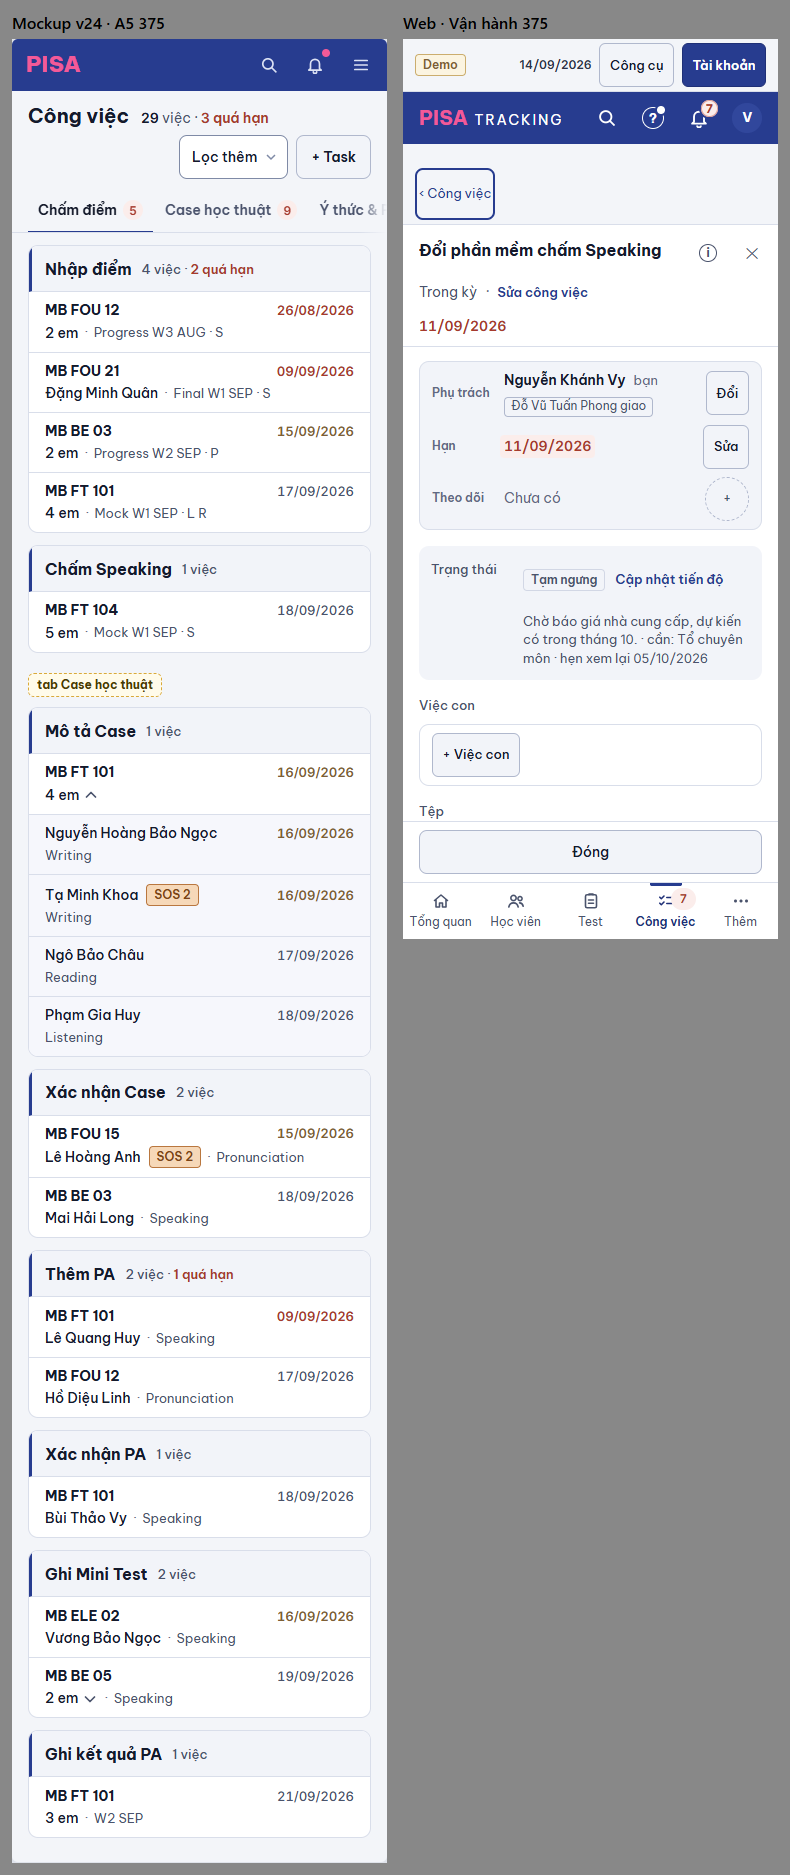 Mockup v24 · A5 375
PISA
Công việc 29 việc · 3 quá hạn
Lọc thêm
+ Task
Chấm điểm 5 Case học thuật 9 Ý thức &
Nhập điểm 4 việc · 2 quá hạn
MB FOU 12 26/08/2026
2 em · Progress W3 AUG · S
MB FOU 21 09/09/2026
Đặng Minh Quân · Final W1 SEP · S
MB BE 03 15/09/2026
2 em · Progress W2 SEP · P
MB FT 101 17/09/2026
4 em · Mock W1 SEP · L R
Chấm Speaking 1 việc
MB FT 104 18/09/2026
5 em · Mock W1 SEP · S
tab Case học thuật
Mô tả Case 1 việc
MB FT 101 16/09/2026
4 em
Nguyễn Hoàng Bảo Ngọc 16/09/2026
Writing
Tạ Minh Khoa SOS 2 16/09/2026
Writing
Ngô Bảo Châu 17/09/2026
Reading
Phạm Gia Huy 18/09/2026
Listening
Xác nhận Case 2 việc
MB FOU 15 15/09/2026
Lê Hoàng Anh SOS 2 · Pronunciation
MB BE 03 18/09/2026
Mai Hải Long · Speaking
Thêm PA 2 việc · 1 quá hạn
MB FT 101 09/09/2026
Lê Quang Huy · Speaking
MB FOU 12 17/09/2026
Hồ Diệu Linh · Pronunciation
Xác nhận PA 1 việc
MB FT 101 18/09/2026
Bùi Thảo Vy · Speaking
Ghi Mini Test 2 việc
MB ELE 02 16/09/2026
Vương Bảo Ngọc · Speaking
MB BE 05 19/09/2026
2 em · Speaking
Ghi kết quả PA 1 việc
MB FT 101 21/09/2026
3 em · W2 SEP
Web · Vận hành 375
Demo 14/09/2026 Công cụ Tài khoản
PISA TRACKING ? 7 V
‹ Công việc
Đổi phần mềm chấm Speaking
Trong kỳ · Sửa công việc
11/09/2026
Phụ trách Nguyễn Khánh Vy bạn Đổi
Đỗ Vũ Tuấn Phong giao
Hạn 11/09/2026 Sửa
Theo dõi Chưa có +
Trạng thái Tạm ngưng Cập nhật tiến độ
Chờ báo giá nhà cung cấp, dự kiến
có trong tháng 10. · cần: Tổ chuyên
môn · hẹn xem lại 05/10/2026
Việc con
+ Việc con
Tệp
Đóng
7
Tổng quan Học viên Test Công việc Thêm